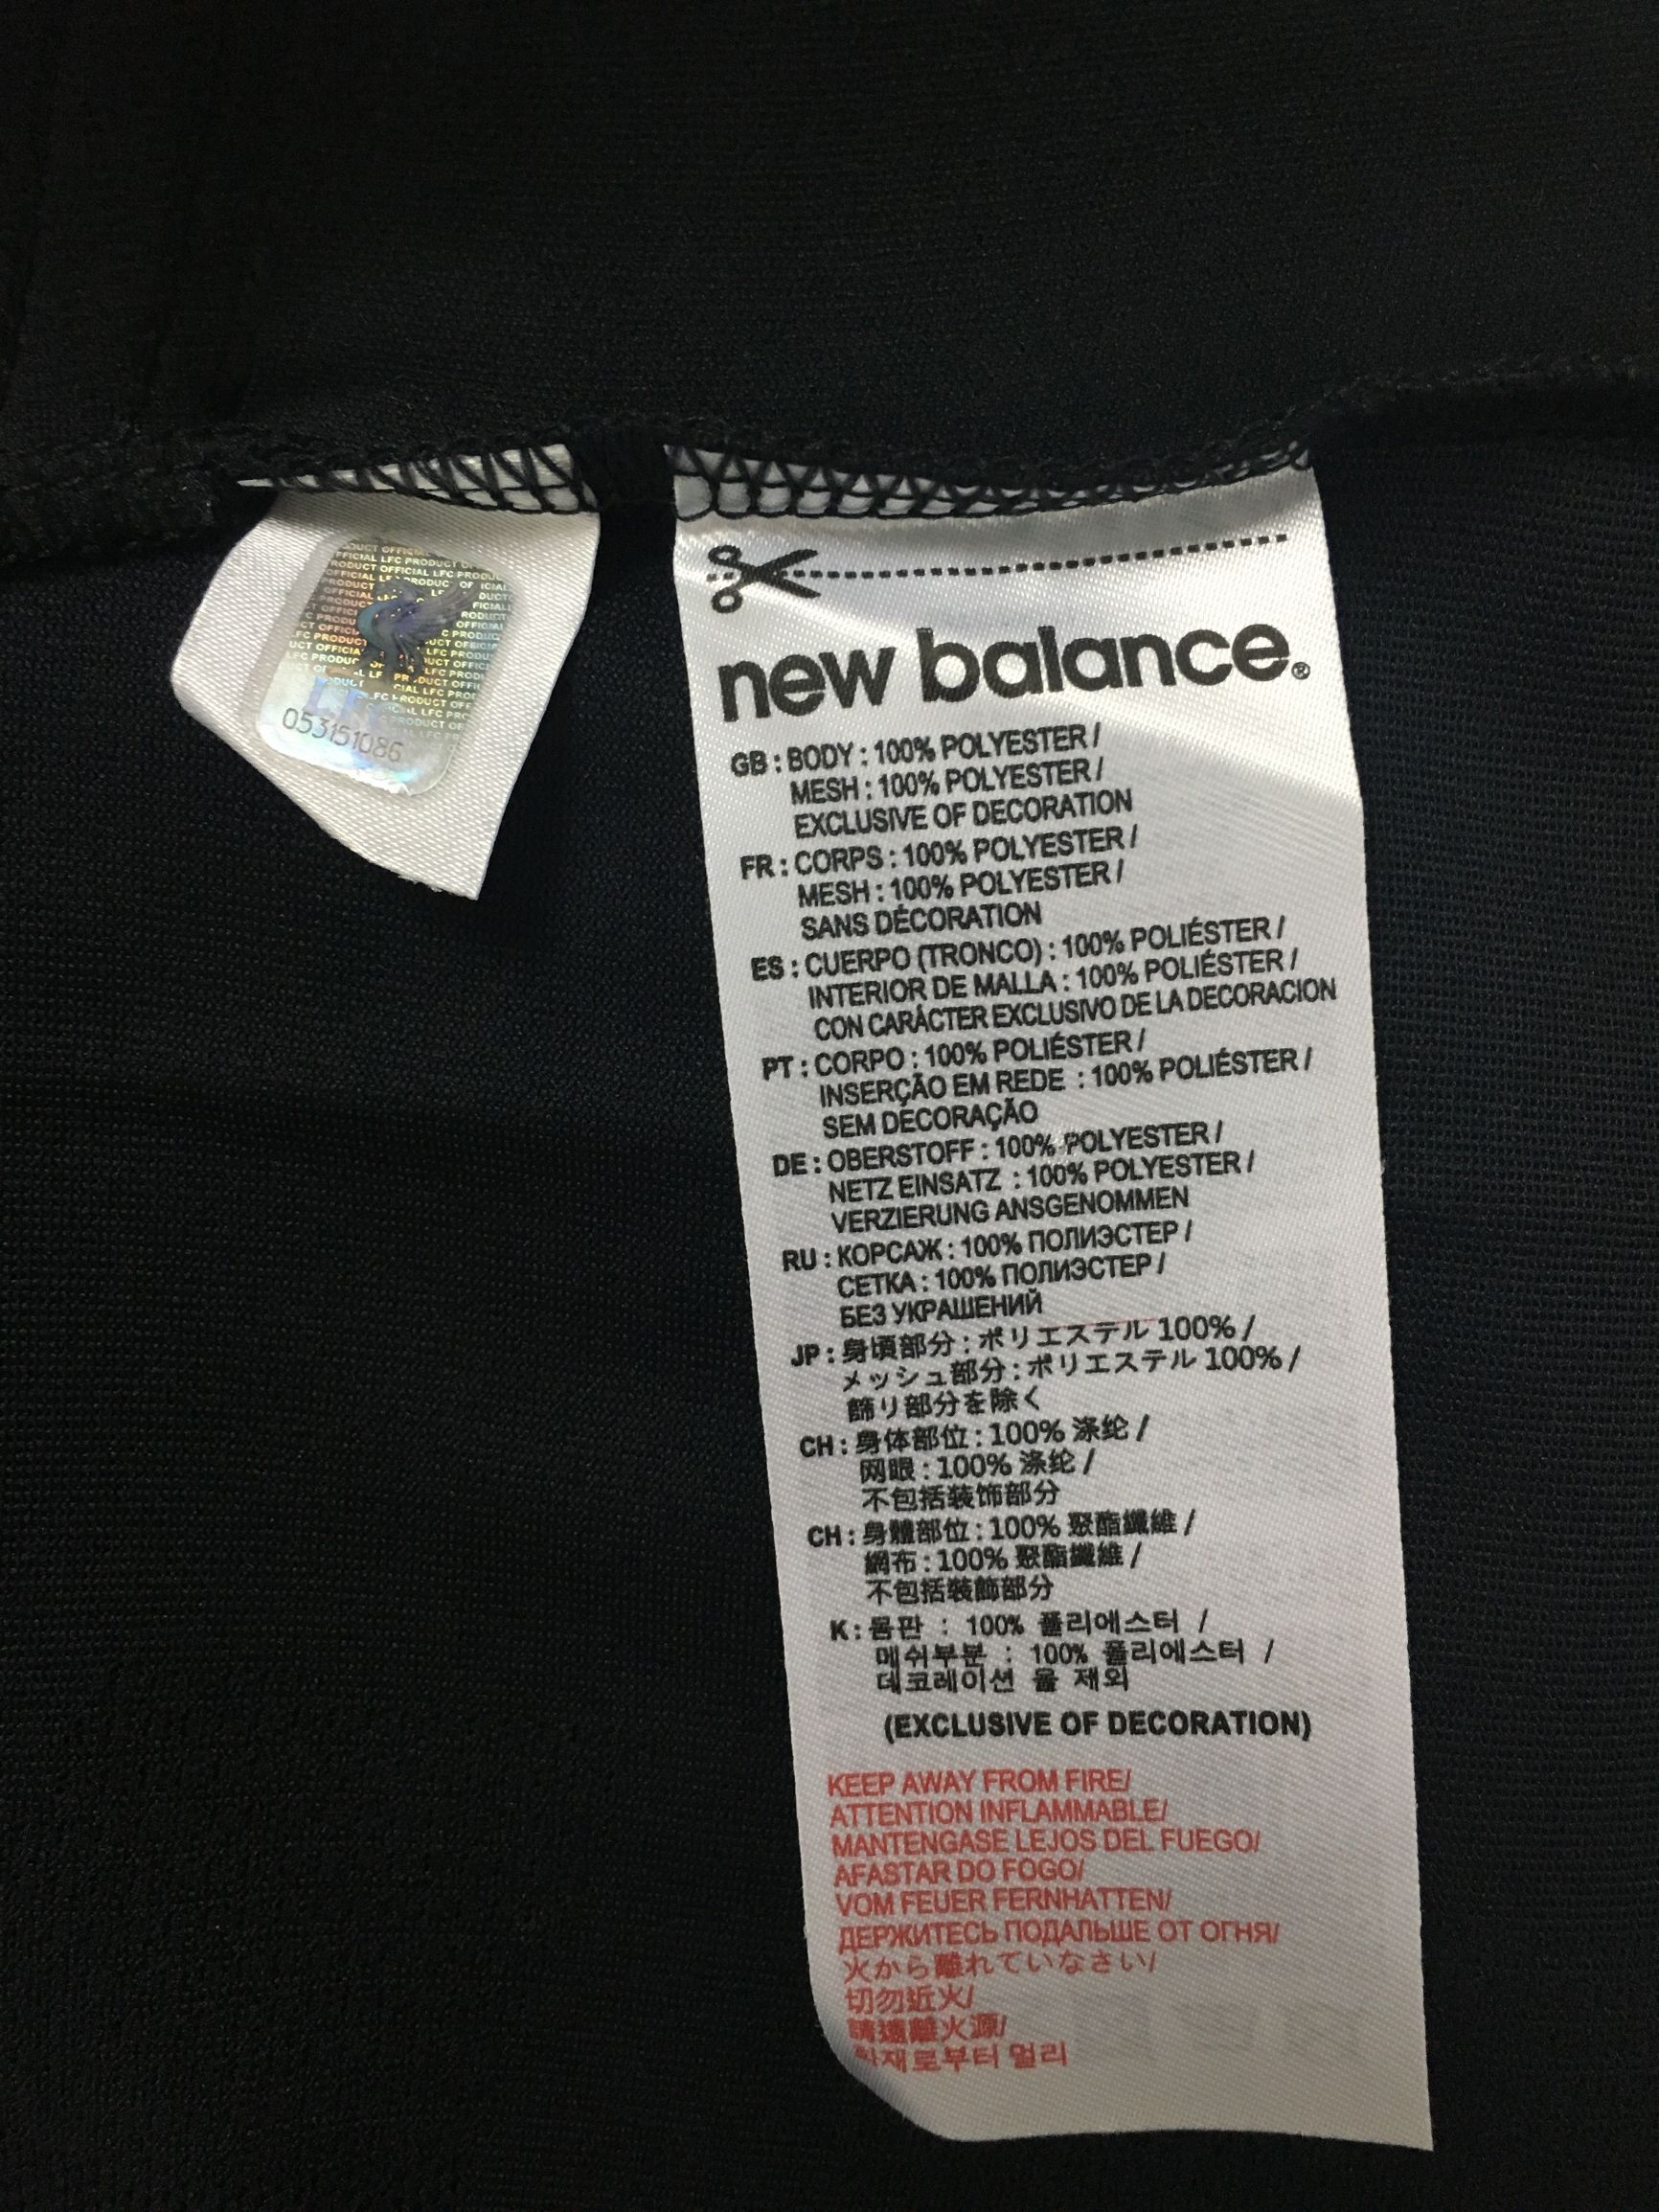 OFFICIAL LFC PRODUCT
053151086
new balance®
GB : BODY : 100% POLYESTER /
MESH : 100% POLYESTER /
EXCLUSIVE OF DECORATION
FR : CORPS : 100% POLYESTER /
MESH : 100% POLYESTER /
SANS DÉCORATION
ES : CUERPO (TRONCO) : 100% POLIÉSTER /
INTERIOR DE MALLA : 100% POLIÉSTER /
CON CARÁCTER EXCLUSIVO DE LA DECORACION
PT : CORPO : 100% POLIÉSTER /
INSERÇÃO EM REDE : 100% POLIÉSTER /
SEM DECORAÇÃO
DE : OBERSTOFF : 100% POLYESTER /
NETZ EINSATZ : 100% POLYESTER /
VERZIERUNG ANSGENOMMEN
RU : КОРСАЖ : 100% ПОЛИЭСТЕР /
СЕТКА : 100% ПОЛИЭСТЕР /
БЕЗ УКРАШЕНИЙ
JP : 身頃部分 : ポリエステル 100% /
メッシュ部分 : ポリエステル 100% /
飾り部分を除く
CH : 身体部位 : 100% 涤纶 /
网眼 : 100% 涤纶 /
不包括装饰部分
CH : 身體部位 : 100% 聚酯纖維 /
網布 : 100% 聚酯纖維 /
不包括裝飾部分
K : 몸판 : 100% 폴리에스터 /
메쉬부분 : 100% 폴리에스터 /
데코레이션 을 제외
(EXCLUSIVE OF DECORATION)
KEEP AWAY FROM FIRE/
ATTENTION INFLAMMABLE/
MANTENGASE LEJOS DEL FUEGO/
AFASTAR DO FOGO/
VOM FEUER FERNHATTEN/
ДЕРЖИТЕСЬ ПОДАЛЬШЕ ОТ ОГНЯ/
火から離れていなさい/
切勿近火/
請遠離火源/
화재로부터 멀리